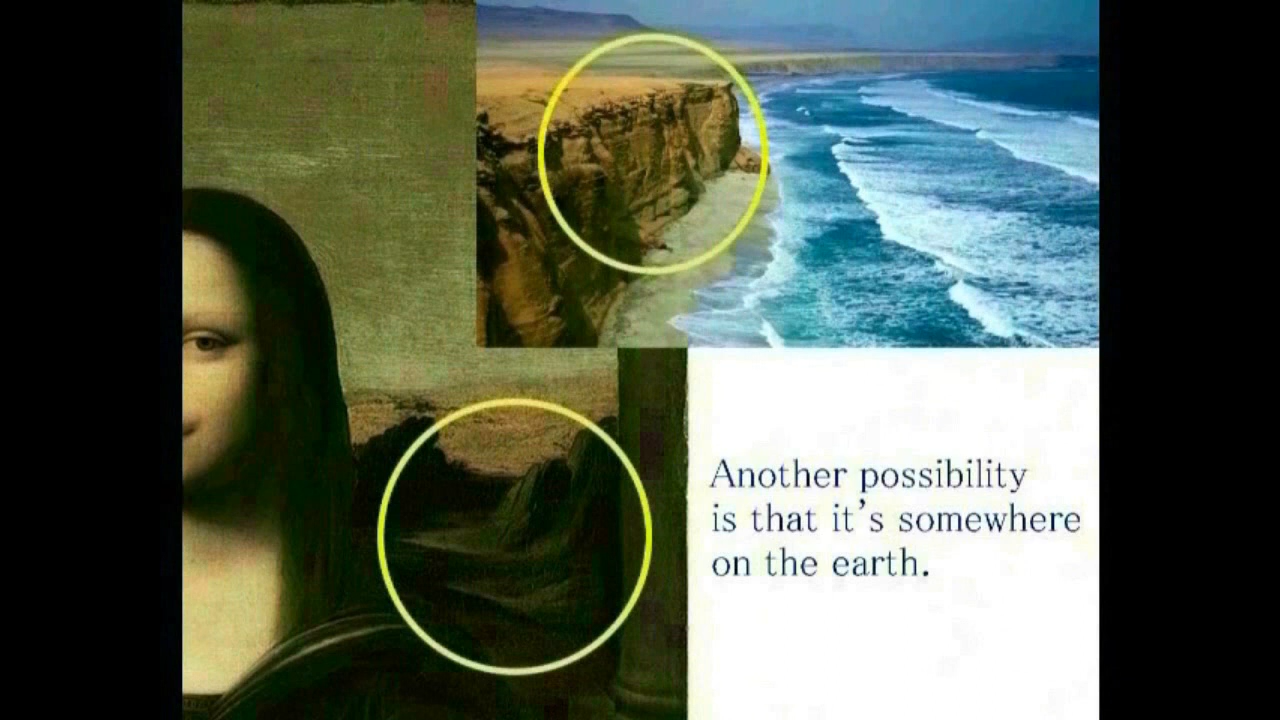 Another possibility
is that it's somewhere
on the earth.